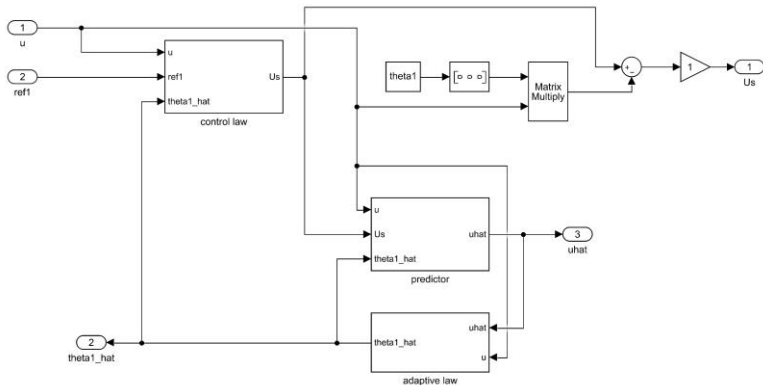 1
u
2
ref1
u
ref1
theta1_hat
Us
control law
theta1
Matrix
Multiply
+
-
1
1
Us
u
Us
theta1_hat
uhat
predictor
3
uhat
theta1_hat
uhat
u
adaptive law
2
theta1_hat